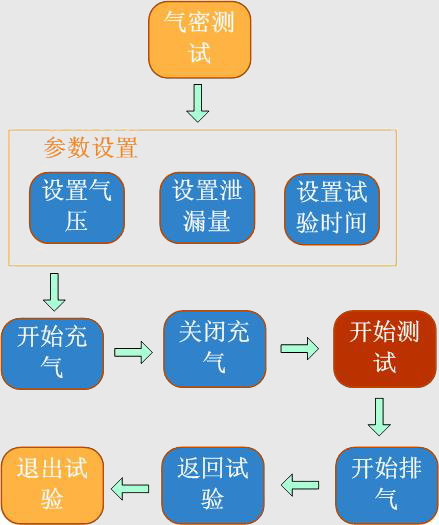 气密测
试
参数设置
设置气
压
设置泄
漏量
设置试
验时间
开始充
气
关闭充
气
开始测
试
退出试
验
返回试
验
开始排
气